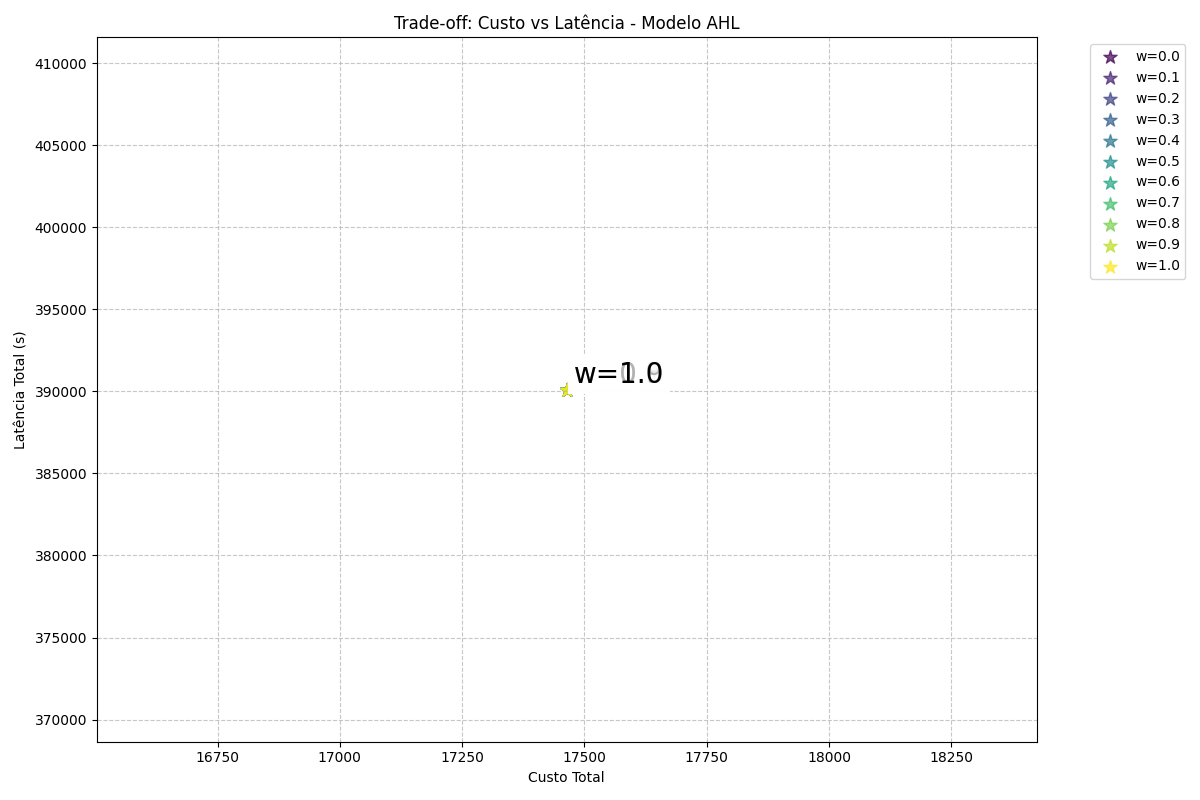 Trade-off: Custo vs Latência - Modelo AHL
410000
405000
400000
395000
390000
385000
380000
375000
370000
Latência Total (s)
w=1.0
16750
17000
17250
17500
17750
18000
18250
Custo Total
w=0.0
w=0.1
w=0.2
w=0.3
w=0.4
w=0.5
w=0.6
w=0.7
w=0.8
w=0.9
w=1.0